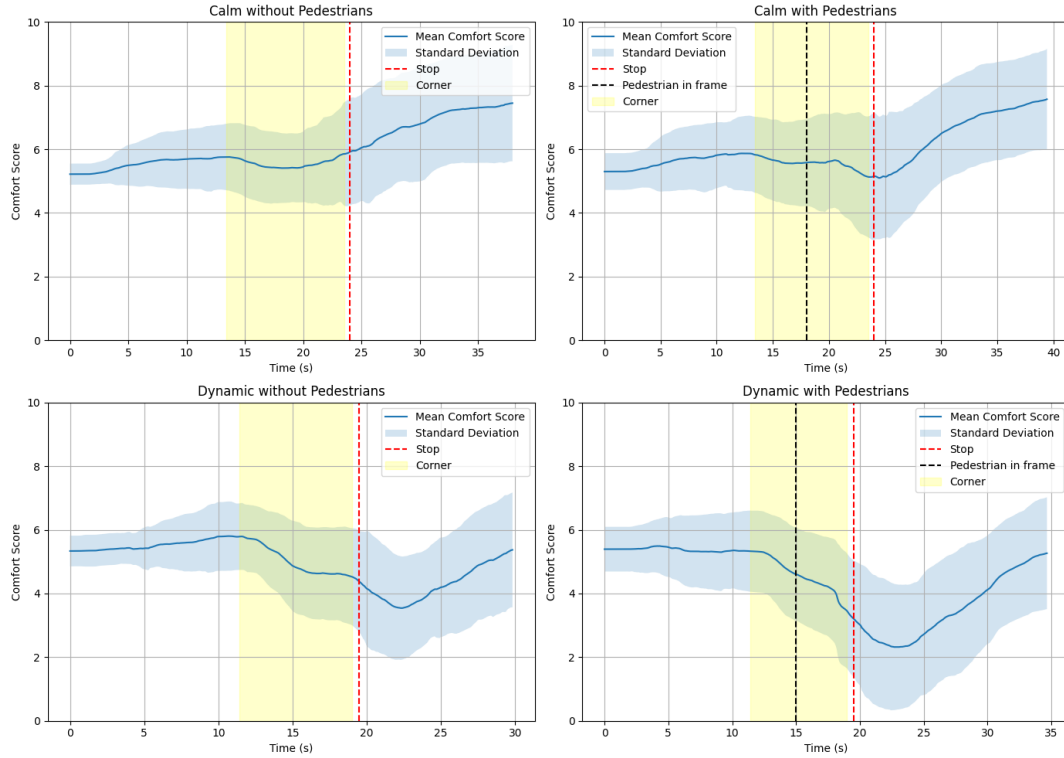 Calm without Pedestrians
Comfort Score
10
8
6
4
2
0
Mean Comfort Score
Standard Deviation
Stop
Corner
0 5 10 15 20 25 30 35
Time (s)
Calm with Pedestrians
Comfort Score
10
8
6
4
2
0
Mean Comfort Score
Standard Deviation
Stop
Pedestrian in frame
Corner
0 5 10 15 20 25 30 35 40
Time (s)
Dynamic without Pedestrians
Comfort Score
10
8
6
4
2
0
Mean Comfort Score
Standard Deviation
Stop
Corner
0 5 10 15 20 25 30
Time (s)
Dynamic with Pedestrians
Comfort Score
10
8
6
4
2
0
Mean Comfort Score
Standard Deviation
Stop
Pedestrian in frame
Corner
0 5 10 15 20 25 30 35
Time (s)